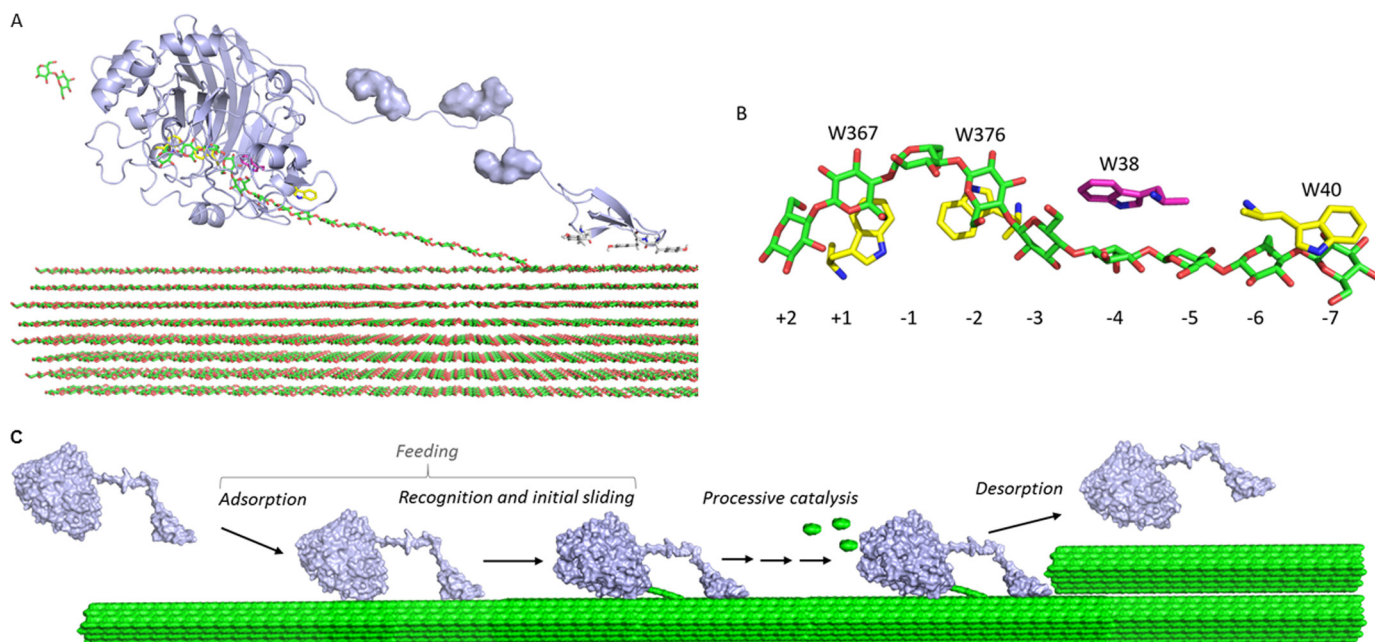 A
B
W367 W376
W38
W40
+2 +1 -1 -2 -3 -4 -5 -6 -7
C
Feeding
Adsorption Recognition and initial sliding Processive catalysis Desorption